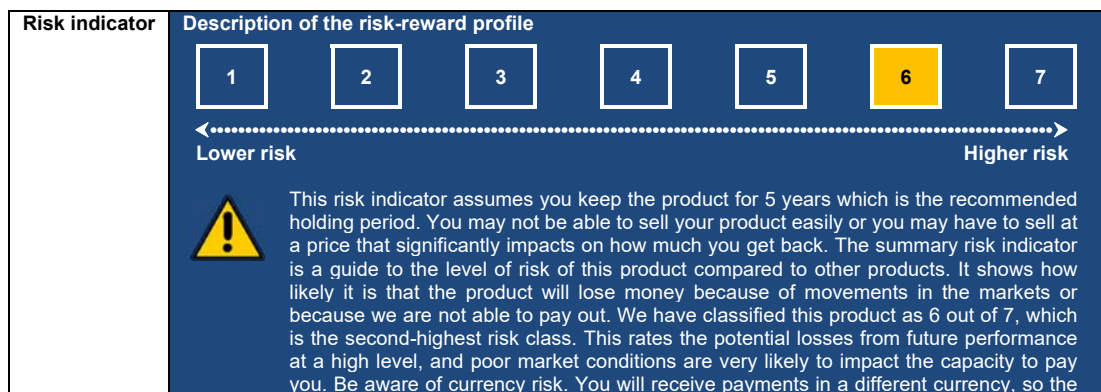 Risk indicator
Description of the risk-reward profile
1 2 3 4 5 6 7
Lower risk Higher risk
This risk indicator assumes you keep the product for 5 years which is the recommended
holding period. You may not be able to sell your product easily or you may have to sell at
a price that significantly impacts on how much you get back. The summary risk indicator
is a guide to the level of risk of this product compared to other products. It shows how
likely it is that the product will lose money because of movements in the markets or
because we are not able to pay out. We have classified this product as 6 out of 7, which
is the second-highest risk class. This rates the potential losses from future performance
at a high level, and poor market conditions are very likely to impact the capacity to pay
you. Be aware of currency risk. You will receive payments in a different currency, so the